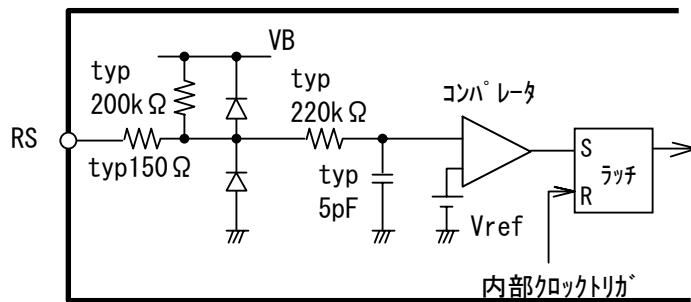 VB
typ
200kΩ
typ
220kΩ
コンパレータ
RS
typ150Ω
typ
5pF
S
R
ラッチ
Vref
内部クロックトリガ